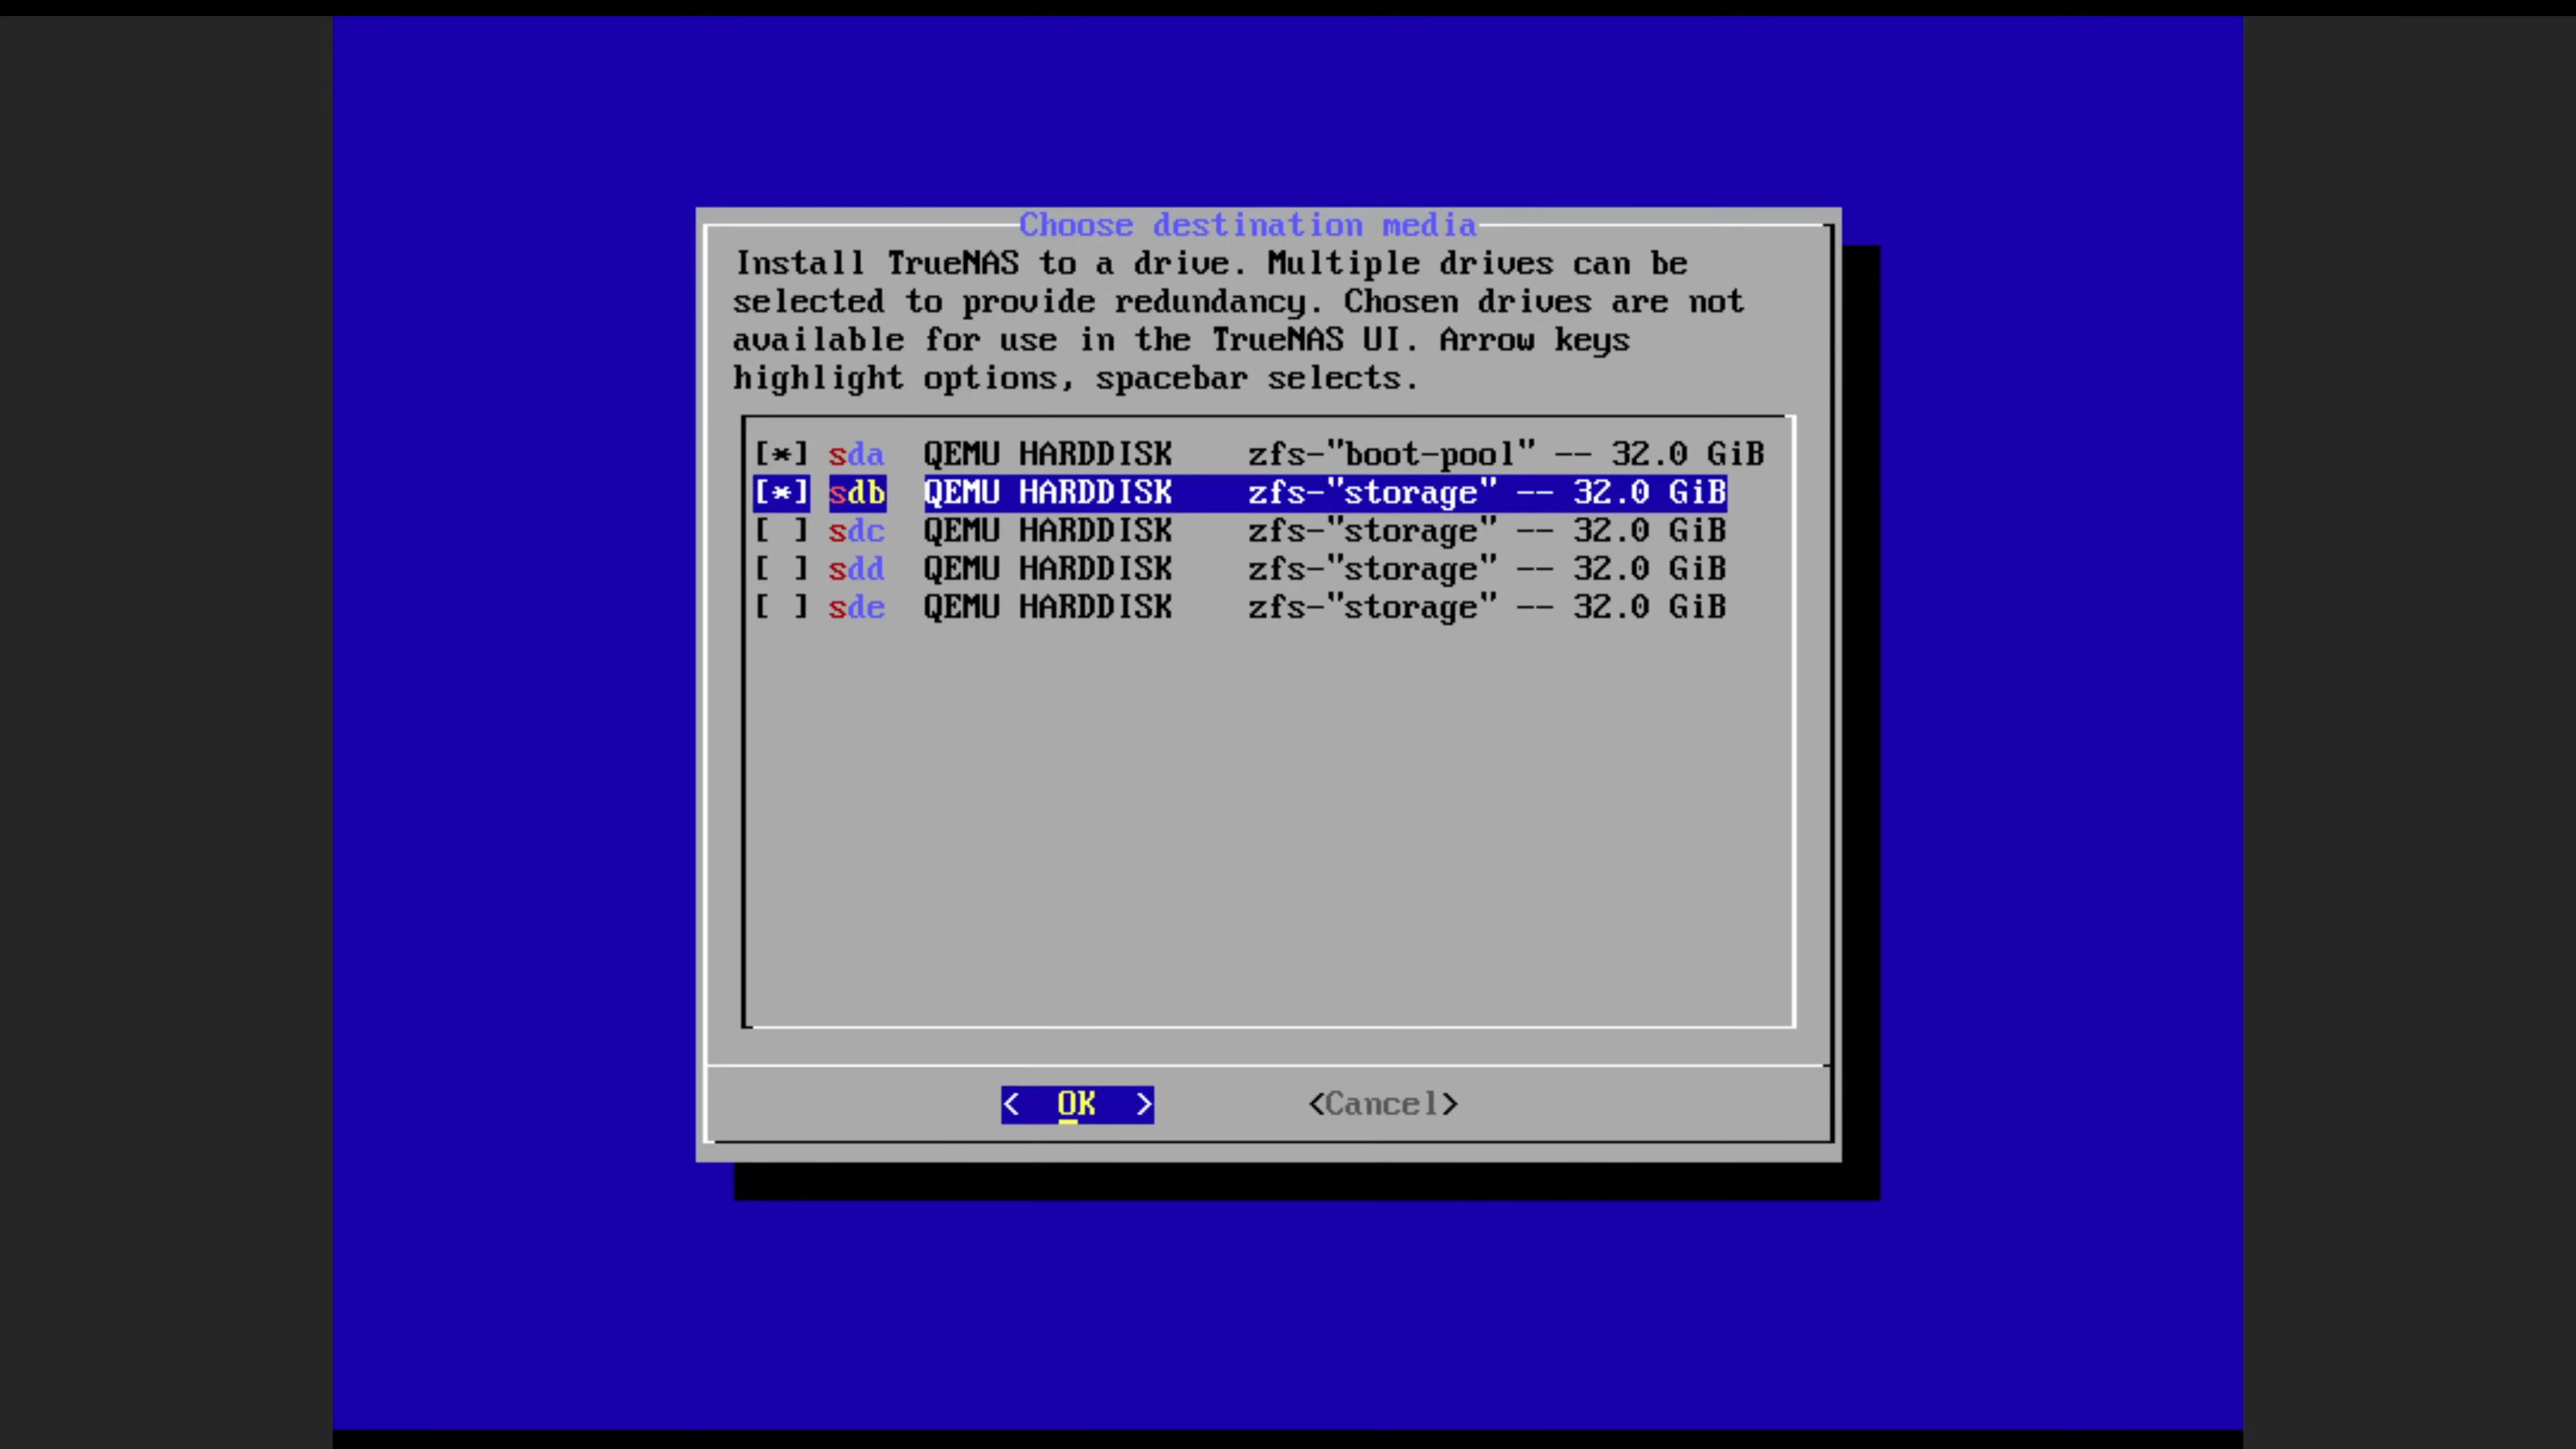 Choose destination media
Install TrueNAS to a drive. Multiple drives can be
selected to provide redundancy. Chosen drives are not
available for use in the TrueNAS UI. Arrow keys
highlight options, spacebar selects.
[*] sda  QEMU HARDDISK    zfs-"boot-pool" -- 32.0 GiB
[*] sdb  QEMU HARDDISK    zfs-"storage" -- 32.0 GiB
[ ] sdc  QEMU HARDDISK    zfs-"storage" -- 32.0 GiB
[ ] sdd  QEMU HARDDISK    zfs-"storage" -- 32.0 GiB
[ ] sde  QEMU HARDDISK    zfs-"storage" -- 32.0 GiB
<  OK  > <Cancel>